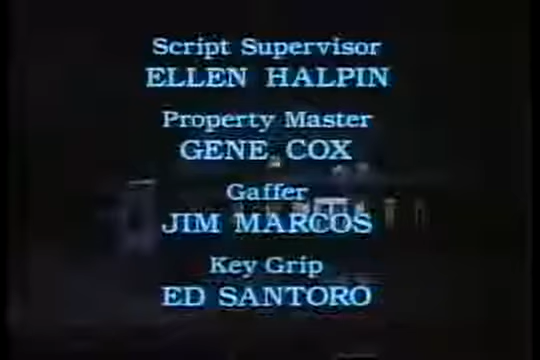 Script Supervisor
ELLEN HALPIN
Property Master
GENE COX
Gaffer
JIM MARCOS
Key Grip
ED SANTORO